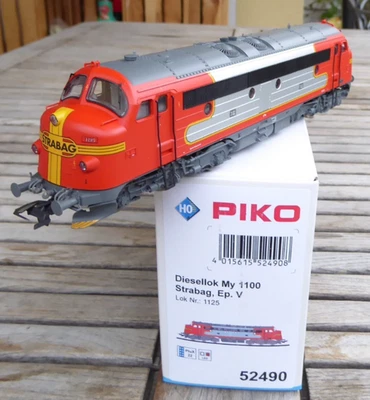 STRABAG
H0
PIKO
4 015615 524908
Diesellok My 1100
Strabag, Ep. V
Lok Nr.: 1125
52490